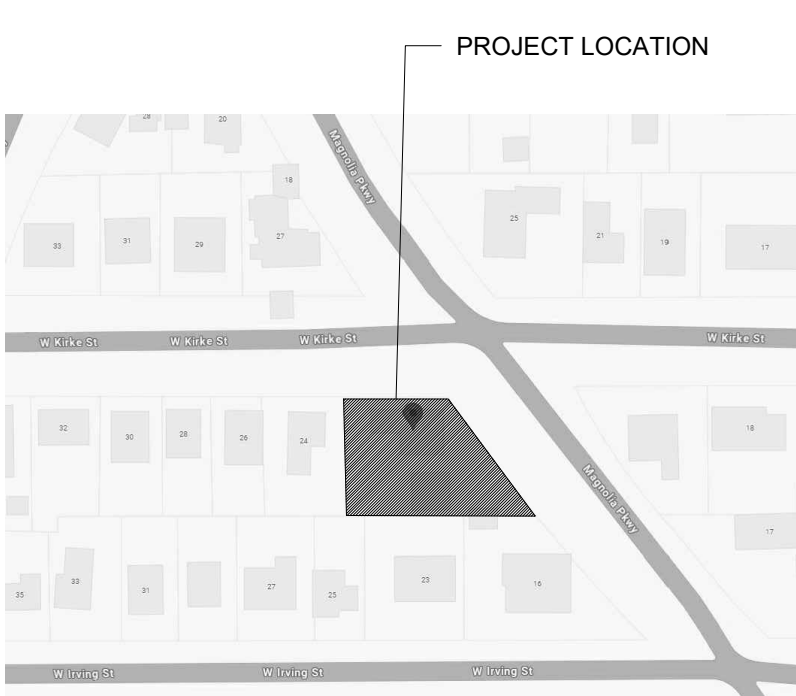 PROJECT LOCATION
28
20
Magnolia Pkwy
18
33
31
29
27
25
21
19
17
W Kirke St
W Kirke St
W Kirke St
W Kirke St
32
30
28
26
24
18
Magnolia Pkwy
17
35
33
31
27
25
23
16
W Irving St
W Irving St
W Irving St